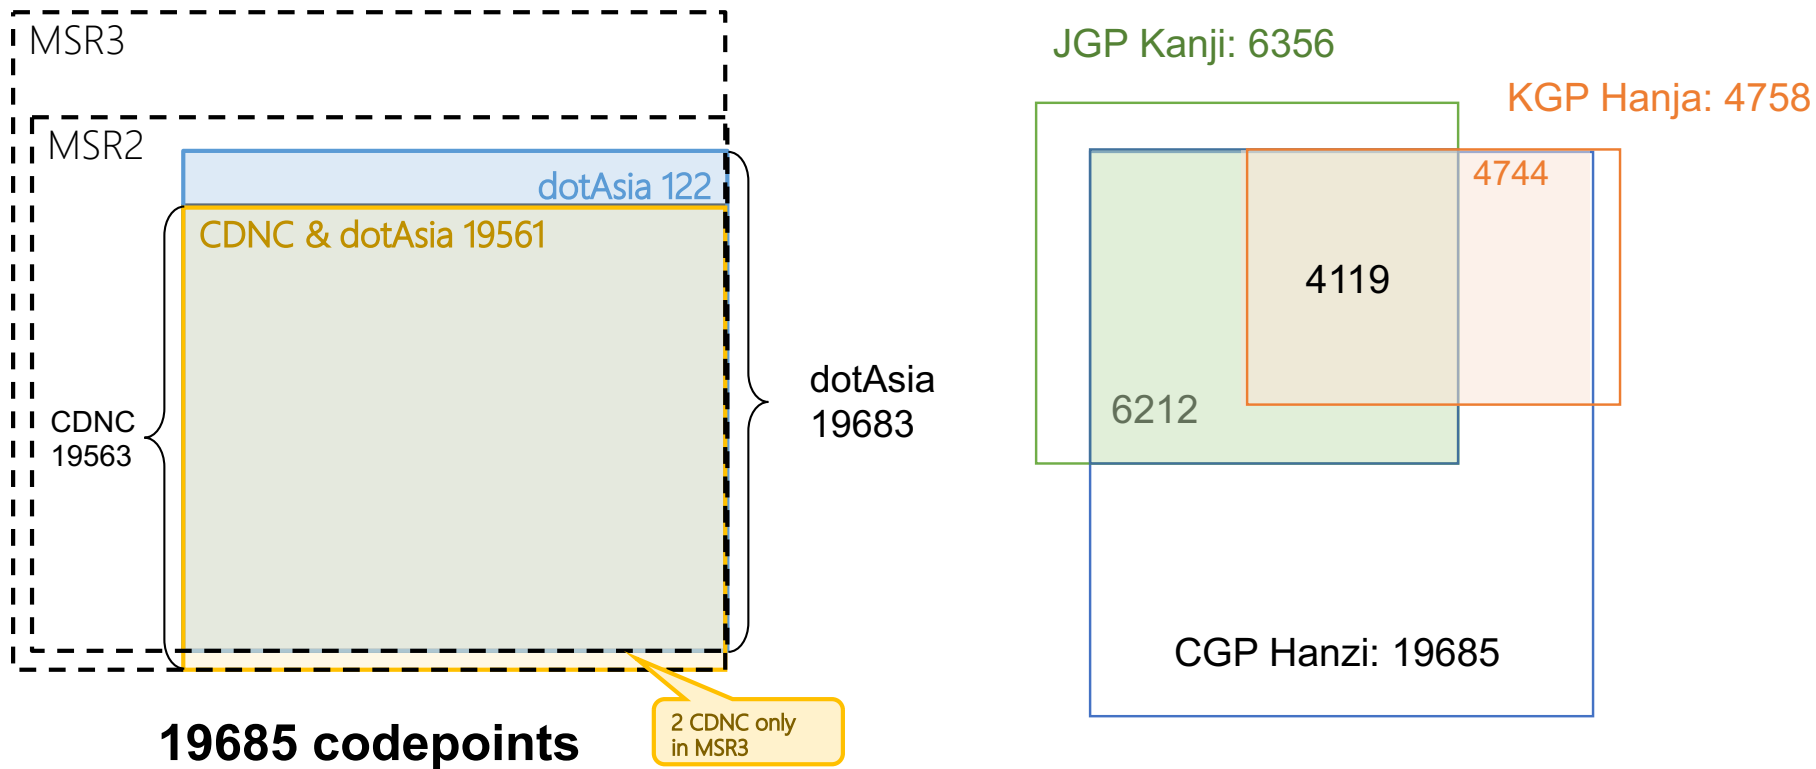 MSR3
MSR2
dotAsia 122
CDNC & dotAsia 19561
CDNC
19563
dotAsia
19683
2 CDNC only
in MSR3
19685 codepoints
JGP Kanji: 6356
KGP Hanja: 4758
4744
4119
6212
CGP Hanzi: 19685